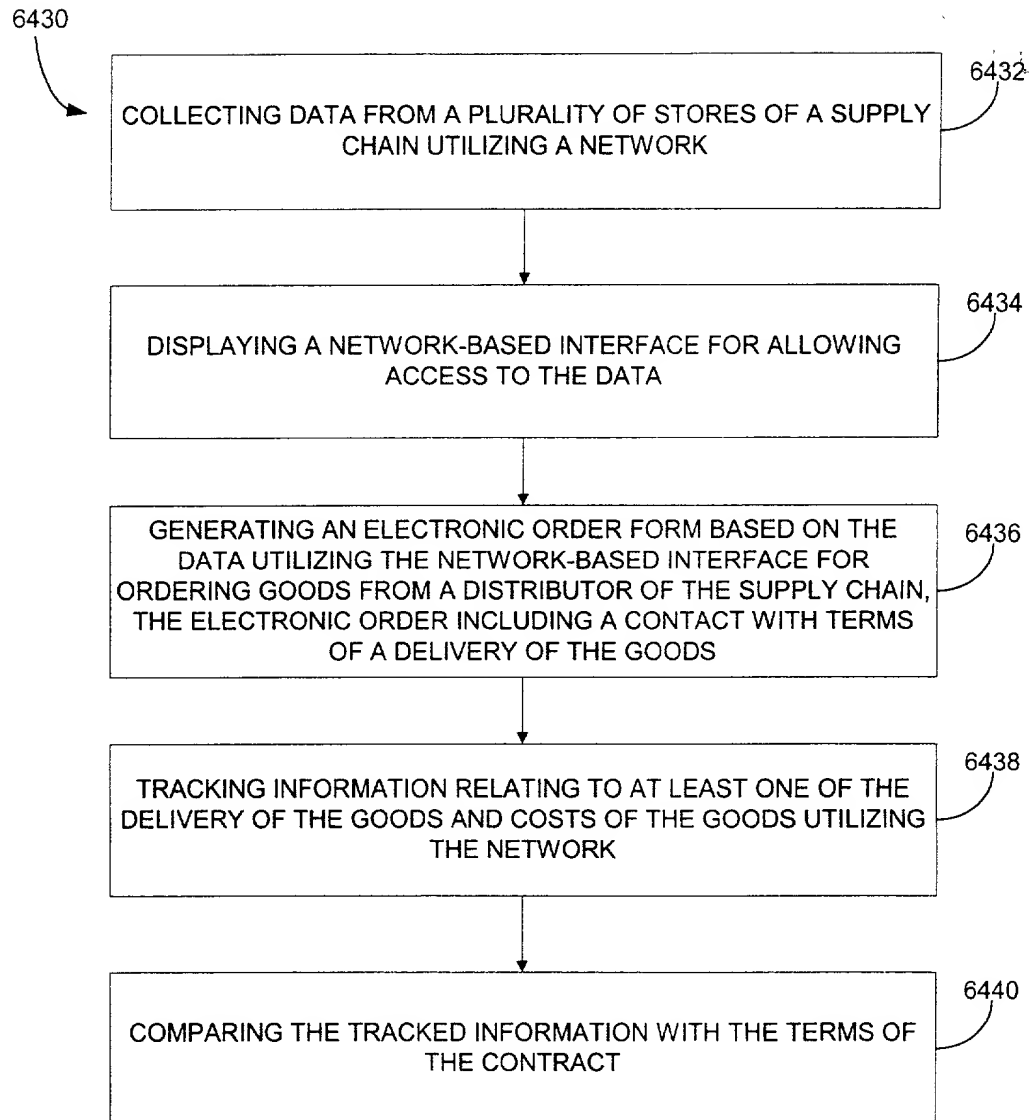 6430
6432
COLLECTING DATA FROM A PLURALITY OF STORES OF A SUPPLY
CHAIN UTILIZING A NETWORK
6434
DISPLAYING A NETWORK-BASED INTERFACE FOR ALLOWING
ACCESS TO THE DATA
6436
GENERATING AN ELECTRONIC ORDER FORM BASED ON THE
DATA UTILIZING THE NETWORK-BASED INTERFACE FOR
ORDERING GOODS FROM A DISTRIBUTOR OF THE SUPPLY CHAIN,
THE ELECTRONIC ORDER INCLUDING A CONTACT WITH TERMS
OF A DELIVERY OF THE GOODS
6438
TRACKING INFORMATION RELATING TO AT LEAST ONE OF THE
DELIVERY OF THE GOODS AND COSTS OF THE GOODS UTILIZING
THE NETWORK
6440
COMPARING THE TRACKED INFORMATION WITH THE TERMS OF
THE CONTRACT